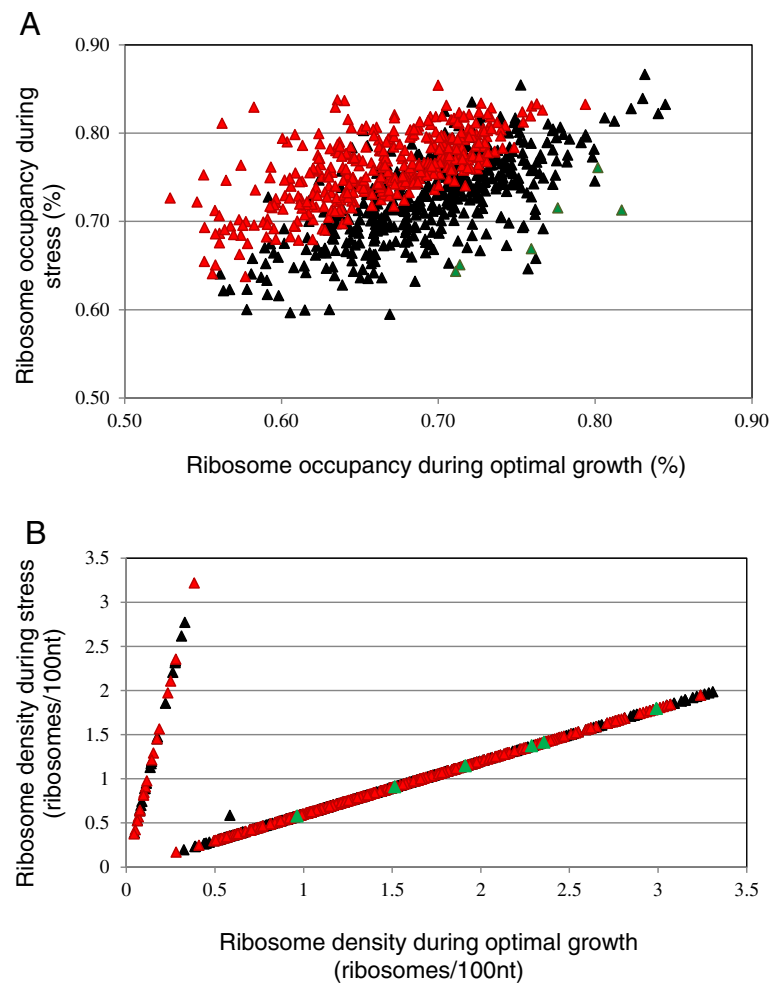 A
0.90
0.80
0.70
0.60
0.50
0.50
0.60
0.70
0.80
0.90
Ribosome occupancy during
stress (%)
Ribosome occupancy during optimal growth (%)
B
3.5
3
2.5
2
1.5
1
0.5
0
0
0.5
1
1.5
2
2.5
3
3.5
Ribosome density during stress
(ribosomes/100nt)
Ribosome density during optimal growth
(ribosomes/100nt)